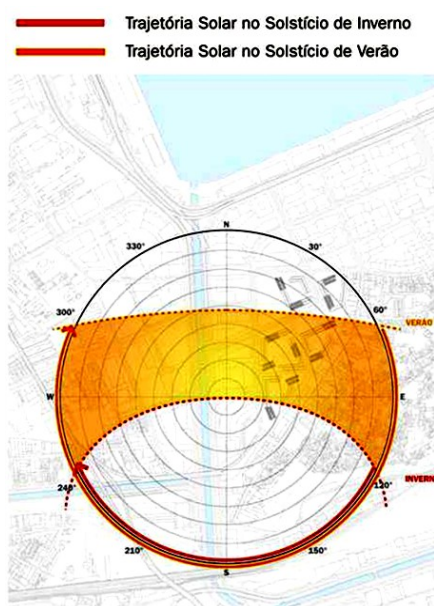 Trajetória Solar no Solstício de Inverno
Trajetória Solar no Solstício de Verão
N
330°
30°
300°
60°
VERÃO
W
E
240°
120°
INVERN
210°
150°
S